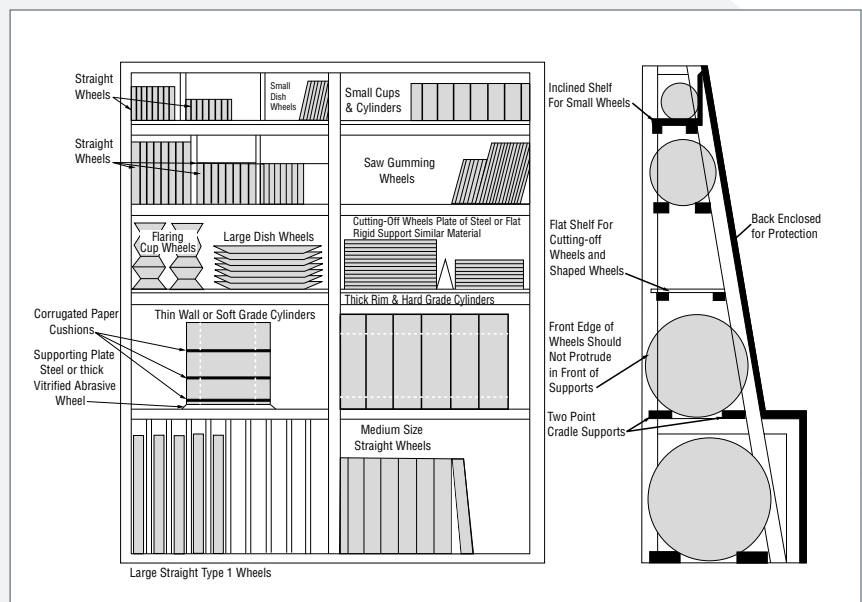 Straight
Wheels
Small
Dish
Wheels
Small Cups
& Cylinders
Straight
Wheels
Saw Gumming
Wheels
Flaring
Cup Wheels
Large Dish Wheels
Cutting-Off Wheels Plate of Steel or Flat
Rigid Support Similar Material
Corrugated Paper
Cushions
Supporting Plate
Steel or thick
Vitrified Abrasive
Wheel
Thin Wall or Soft Grade Cylinders
Thick Rim & Hard Grade Cylinders
Medium Size
Straight Wheels
Large Straight Type 1 Wheels
Inclined Shelf
For Small Wheels
Flat Shelf For
Cutting-off
Wheels and
Shaped Wheels
Back Enclosed
for Protection
Front Edge of
Wheels Should
Not Protrude
in Front of
Supports
Two Point
Cradle Supports